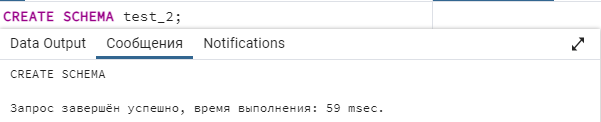 CREATE SCHEMA test_2;
Data Output Сообщения Notifications
CREATE SCHEMA
Запрос завершён успешно, время выполнения: 59 msec.